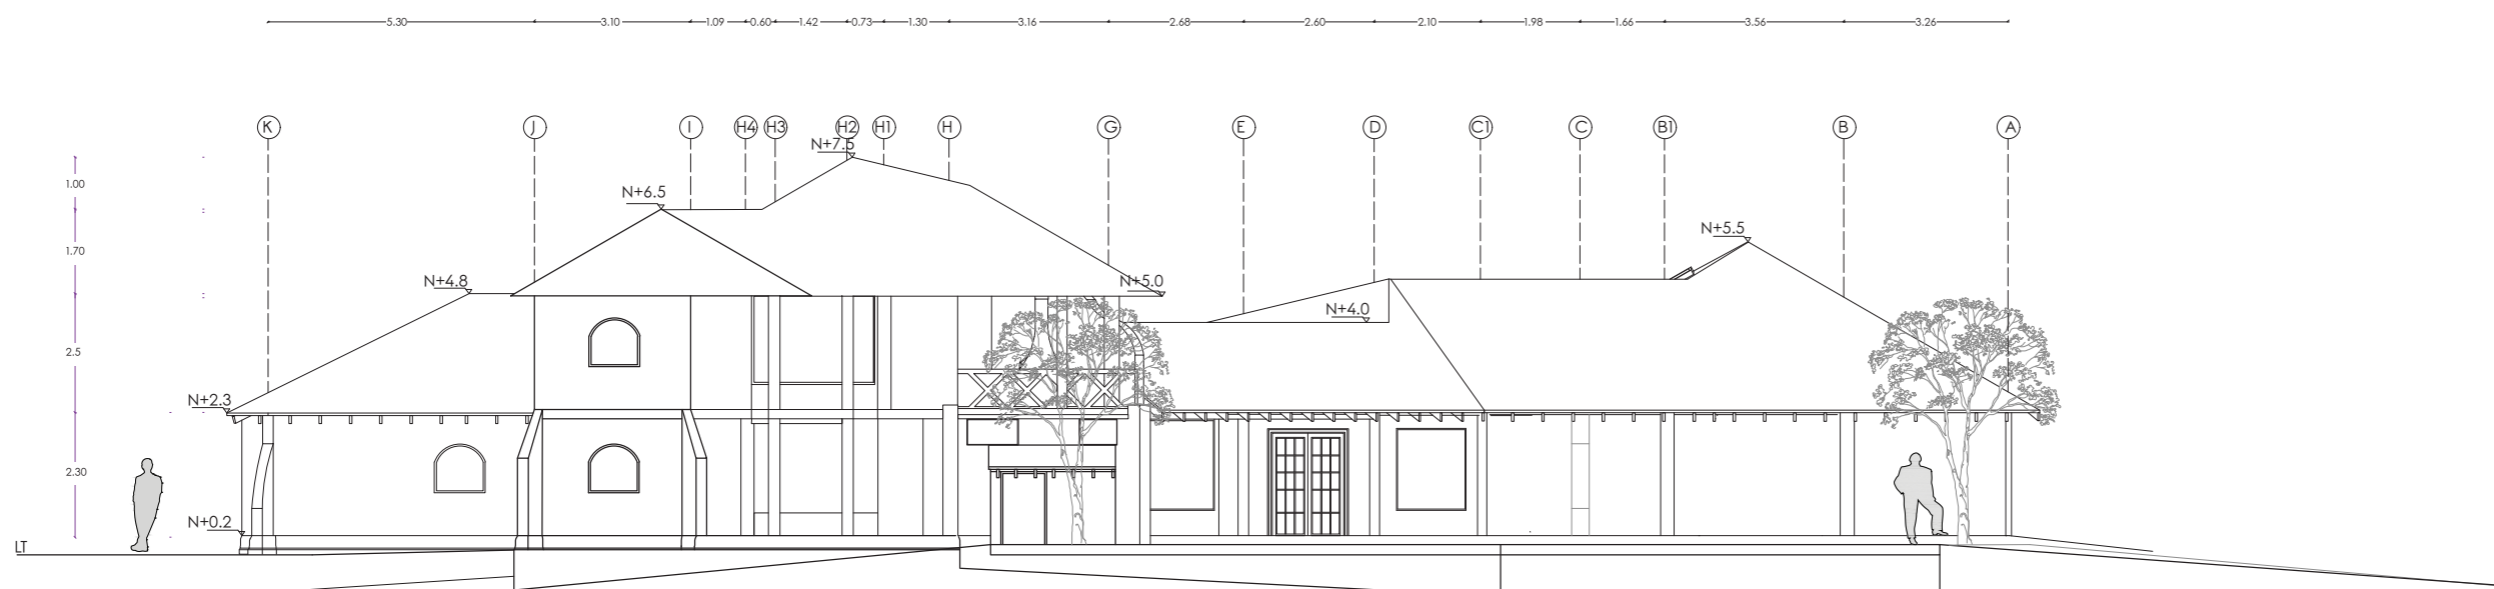 5.30 3.10 1.09 0.60 1.42 0.73 1.30 3.16 2.68 2.60 2.10 1.98 1.66 3.56 3.26
K J I H4 H3 H2 H1 H G E D C1 C B1 B A
N+7.5
1.00
N+6.5
N+5.5
1.70
N+4.8
N+5.0
N+4.0
2.5
N+2.3
2.30
N+0.2
LT